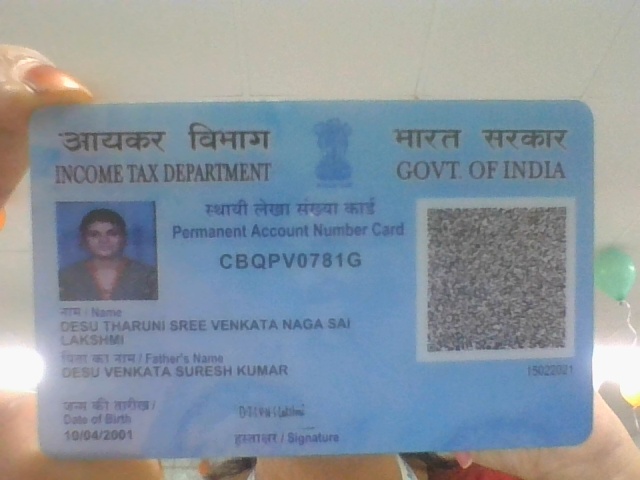 आयकर विभाग
INCOME TAX DEPARTMENT
भारत सरकार
GOVT. OF INDIA
स्थायी लेखा संख्या कार्ड
Permanent Account Number Card
CBQPV0781G
नाम / Name
DESU THARUNI SREE VENKATA NAGA SAI
LAKSHMI
पिता का नाम / Father's Name
DESU VENKATA SURESH KUMAR
जन्म की तारीख /
Date of Birth
10/04/2001
हस्ताक्षर / Signature
15022021